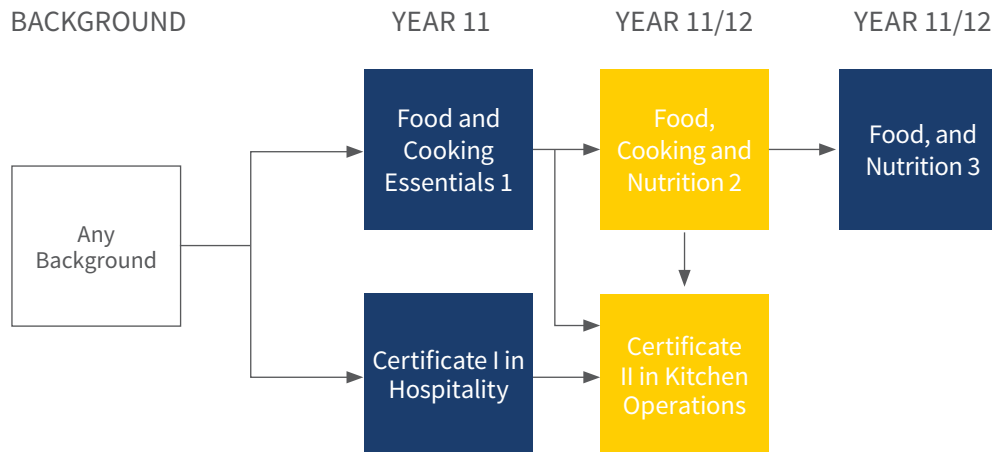 BACKGROUND
YEAR 11
YEAR 11/12
YEAR 11/12
Food and
Cooking
Essentials 1
Food,
Cooking and
Nutrition 2
Food, and
Nutrition 3
Any
Background
Certificate I in
Hospitality
Certificate
II in Kitchen
Operations